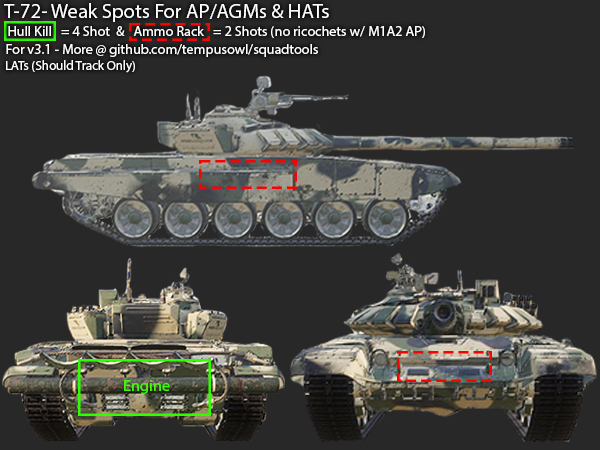 T-72- Weak Spots For AP/AGMs & HATs
Hull Kill = 4 Shot & Ammo Rack = 2 Shots (no ricochets w/ M1A2 AP)
For v3.1 - More @ github.com/tempusowl/squadtools
LATs (Should Track Only)
Engine